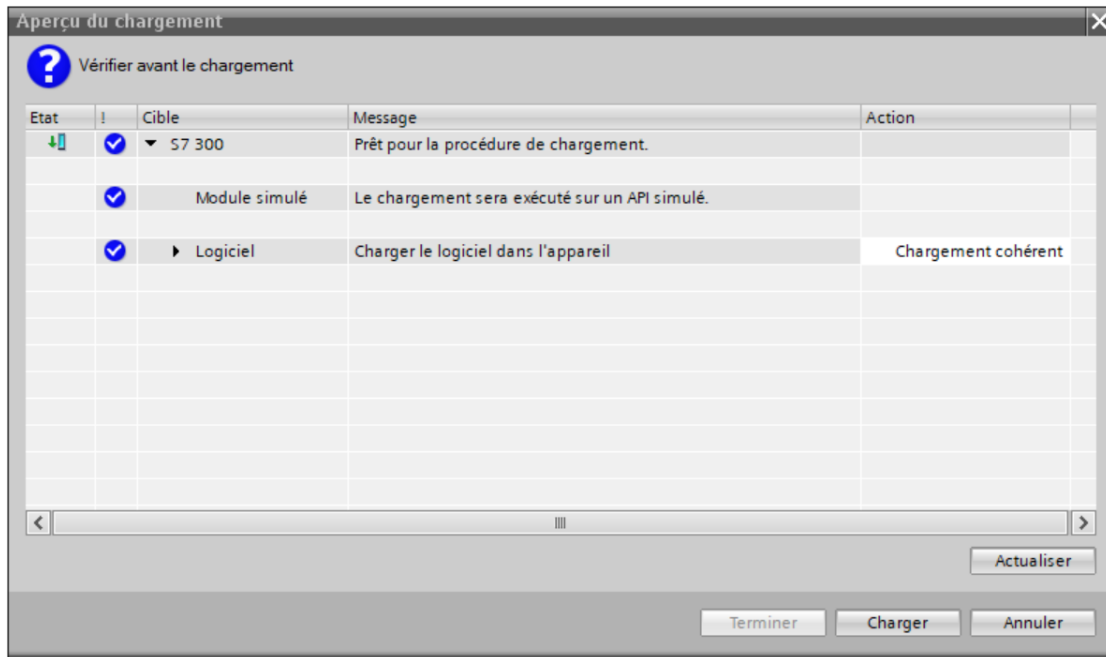 Aperçu du chargement
Vérifier avant le chargement
Etat ! Cible Message Action
S7 300 Prêt pour la procédure de chargement.
Module simulé Le chargement sera exécuté sur un API simulé.
Logiciel Charger le logiciel dans l'appareil Chargement cohérent
Actualiser
Terminer Charger Annuler